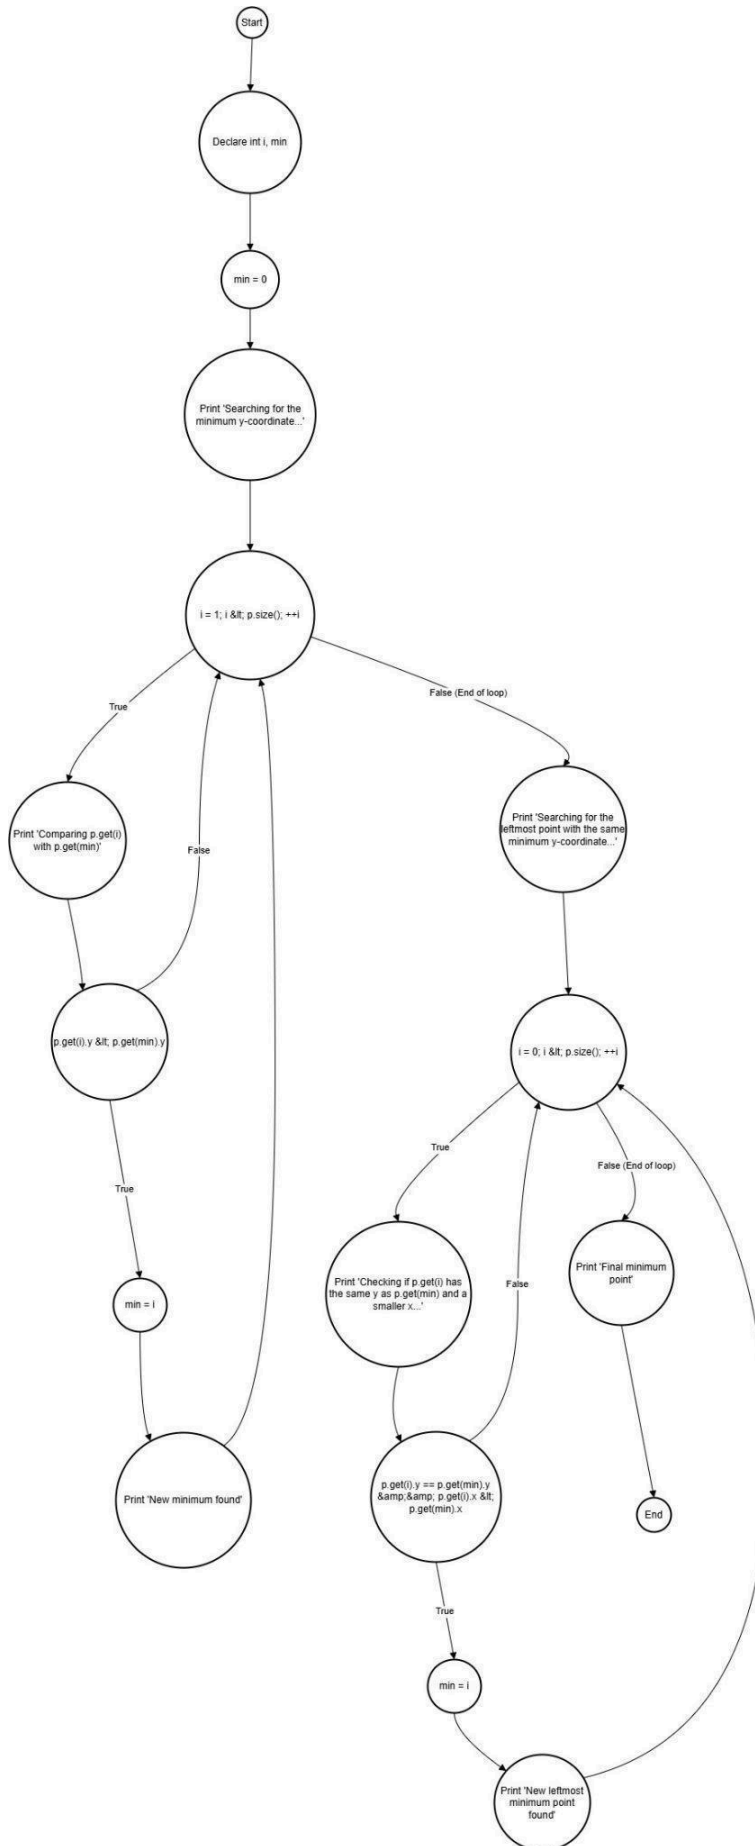 Start
Declare int i, min
min = 0
Print 'Searching for the
minimum y-coordinate...'
i = 1; i &lt; p.size(); ++i
True
False (End of loop)
Print 'Comparing p.get(i)
with p.get(min)'
False
p.get(i).y &lt; p.get(min).y
True
min = i
Print 'New minimum found'
Print 'Searching for the
leftmost point with the same
minimum y-coordinate...'
i = 0; i &lt; p.size(); ++i
True
False (End of loop)
Print 'Checking if p.get(i) has
the same y as p.get(min) and a
smaller x...'
False
Print 'Final minimum
point'
p.get(i).y == p.get(min).y
&amp;&amp; p.get(i).x &lt;
p.get(min).x
End
True
min = i
Print 'New leftmost
minimum point
found'